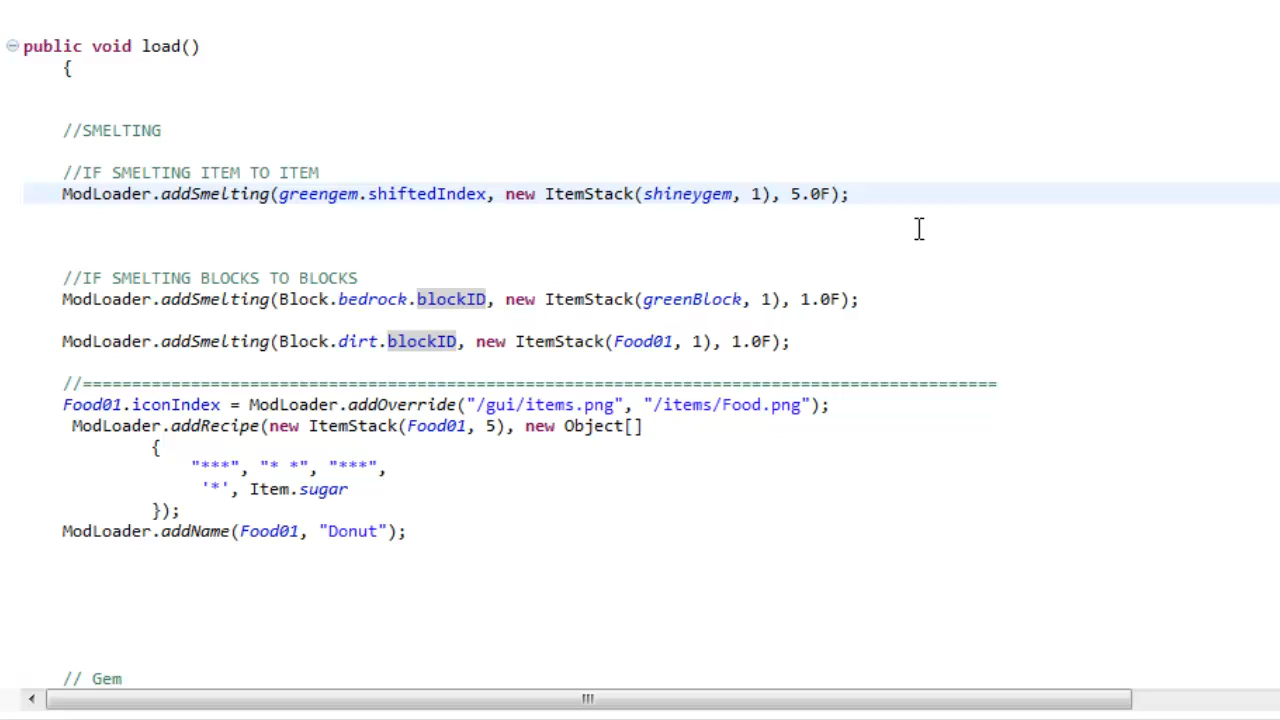 public void load()
{
//SMELTING
//IF SMELTING ITEM TO ITEM
ModLoader.addSmelting(greengem.shiftedIndex, new ItemStack(shineygem, 1), 5.0F);
//IF SMELTING BLOCKS TO BLOCKS
ModLoader.addSmelting(Block.bedrock.blockID, new ItemStack(greenBlock, 1), 1.0F);
ModLoader.addSmelting(Block.dirt.blockID, new ItemStack(Food01, 1), 1.0F);
//=============================================================================================
Food01.iconIndex = ModLoader.addOverride("/gui/items.png", "/items/Food.png");
ModLoader.addRecipe(new ItemStack(Food01, 5), new Object[]
{
"***", "* *", "***",
'*', Item.sugar
});
ModLoader.addName(Food01, "Donut");
// Gem